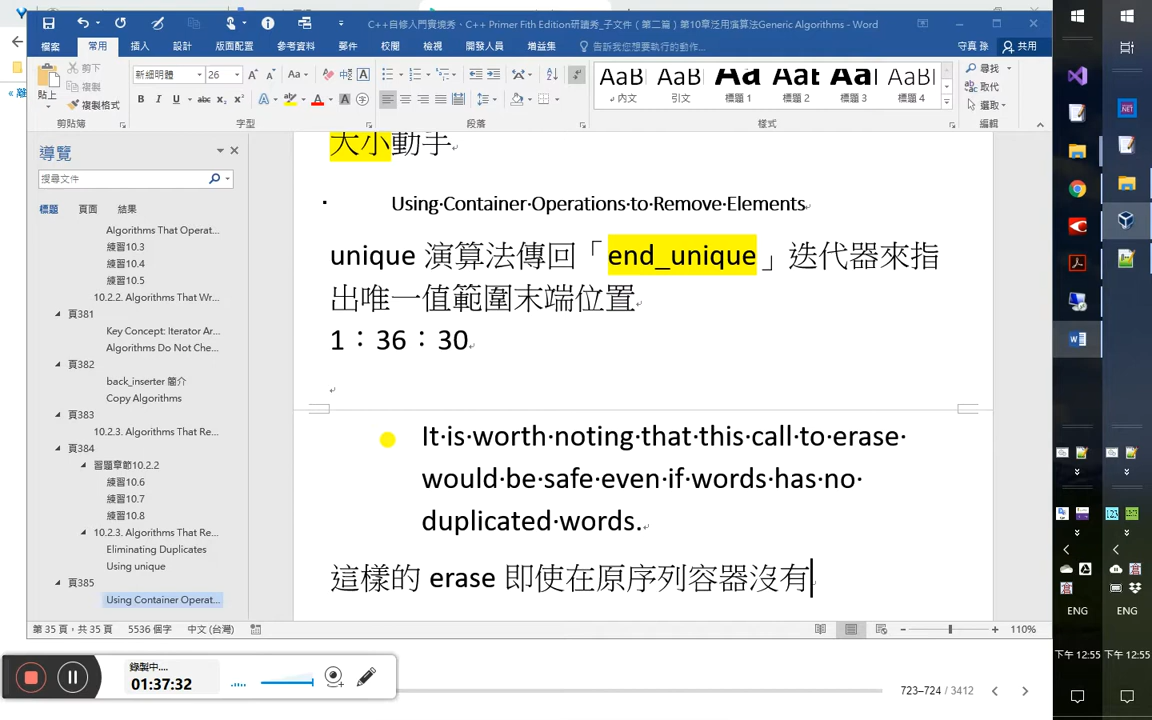 C++自修入門實境秀、C++ Primer Fith Edition研讀秀_子文件（第二篇）第10章泛用演算法Generic Algorithms - Word
檔案 常用 插入 設計 版面配置 參考資料 郵件 校閱 檢視 開發人員 增益集 告訴我您想要執行的動作... 守真 孫 共用
貼上 剪下 複製 複製格式
新細明體 26
AaBb AaBb AaBb AaBb AaBb AaBb
內文 引文 標題 1 標題 2 標題 3 標題 4
尋找 取代 選取
剪貼簿 字型 段落 樣式 編輯
導覽
搜尋文件
標題 頁面 結果
Algorithms That Operat...
練習10.3
練習10.4
練習10.5
10.2.2. Algorithms That Wr...
頁381
Key Concept: Iterator Ar...
Algorithms Do Not Che...
頁382
back_inserter 簡介
Copy Algorithms
頁383
10.2.3. Algorithms That Re...
頁384
習題章節10.2.2
練習10.6
練習10.7
練習10.8
10.2.3. Algorithms That Re...
Eliminating Duplicates
Using unique
頁385
Using Container Operat...
大小動手
Using Container Operations to Remove Elements
unique 演算法傳回「end_unique」迭代器來指
出唯一值範圍末端位置
1：36：30
It is worth noting that this call to erase
would be safe even if words has no
duplicated words.
這樣的 erase 即使在原序列容器沒有
第 35 頁，共 35 頁 5536 個字 中文 (台灣) 110%
錄製中....
01:37:32
723–724 / 3412
ENG ENG
下午 12:55 下午 12:55